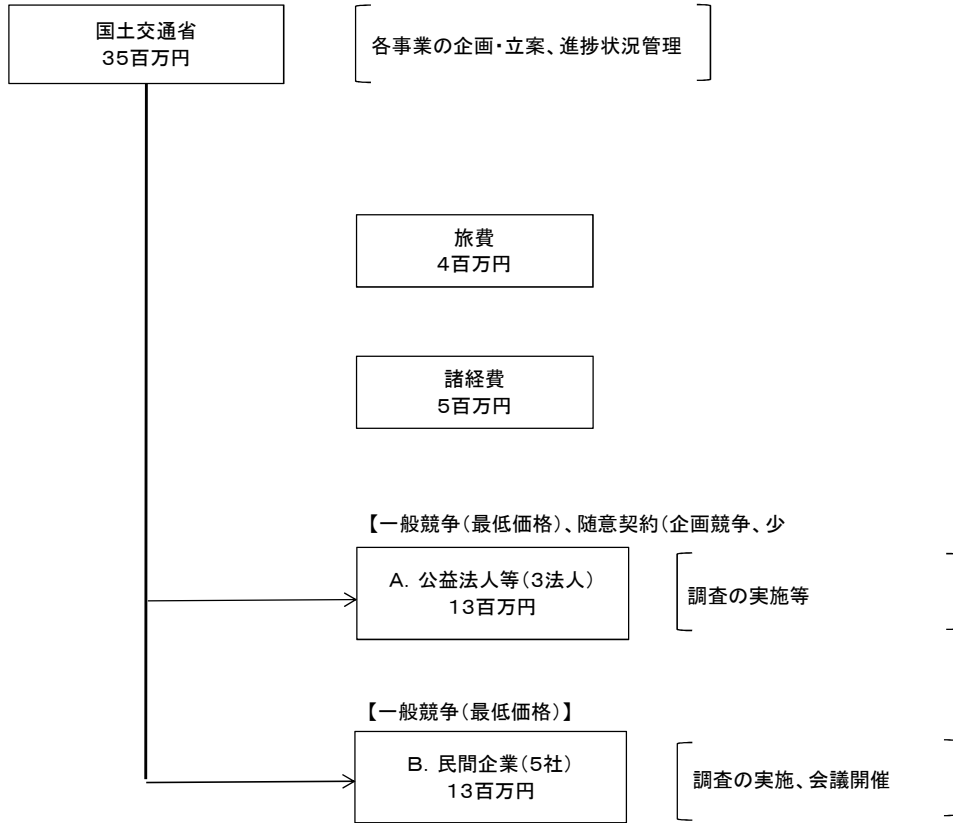 国土交通省
35百万円
各事業の企画・立案、進捗状況管理
旅費
4百万円
諸経費
5百万円
【一般競争(最低価格)、随意契約(企画競争、少
A. 公益法人等(3法人)
13百万円
調査の実施等
【一般競争(最低価格)】
B. 民間企業(5社)
13百万円
調査の実施、会議開催